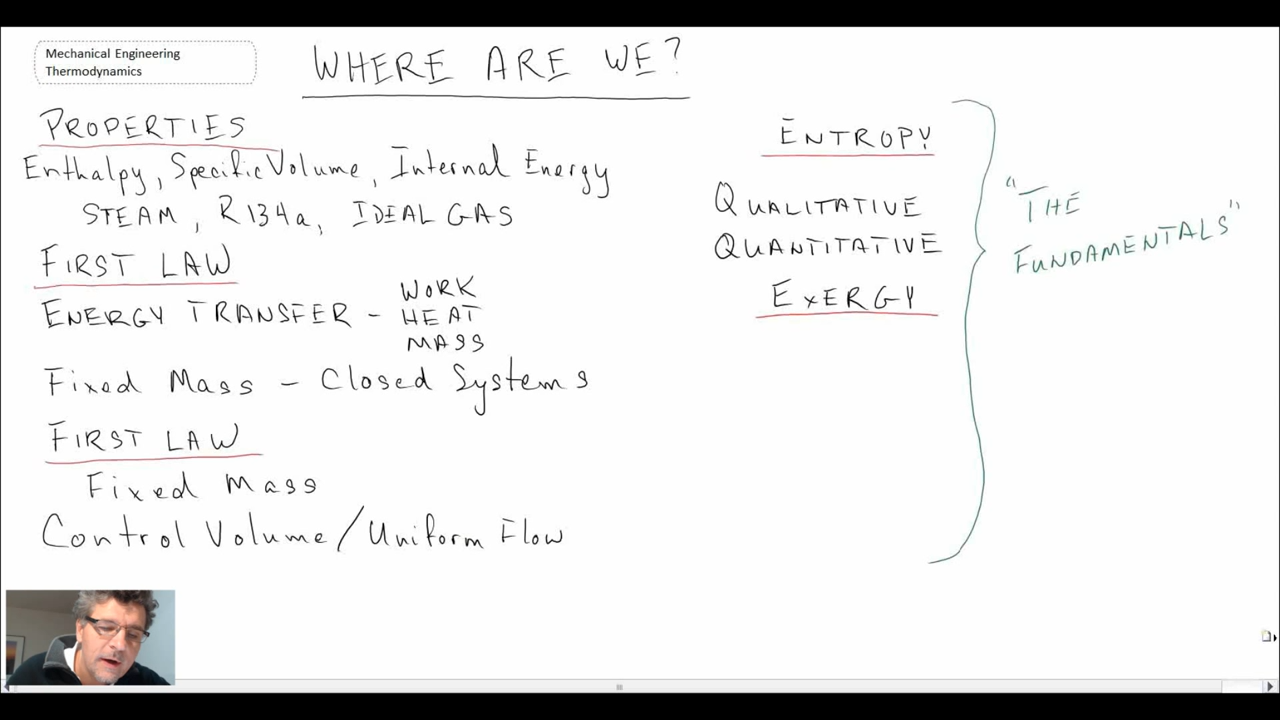 Mechanical Engineering
Thermodynamics
WHERE ARE WE?
PROPERTIES
Enthalpy, Specific Volume, Internal Energy
STEAM, R134a, IDEAL GAS
FIRST LAW
ENERGY TRANSFER - WORK
HEAT
MASS
Fixed Mass - Closed Systems
FIRST LAW
Fixed Mass
Control Volume/Uniform Flow
ENTROPY
QUALITATIVE
QUANTITATIVE
EXERGY
"THE
FUNDAMENTALS"